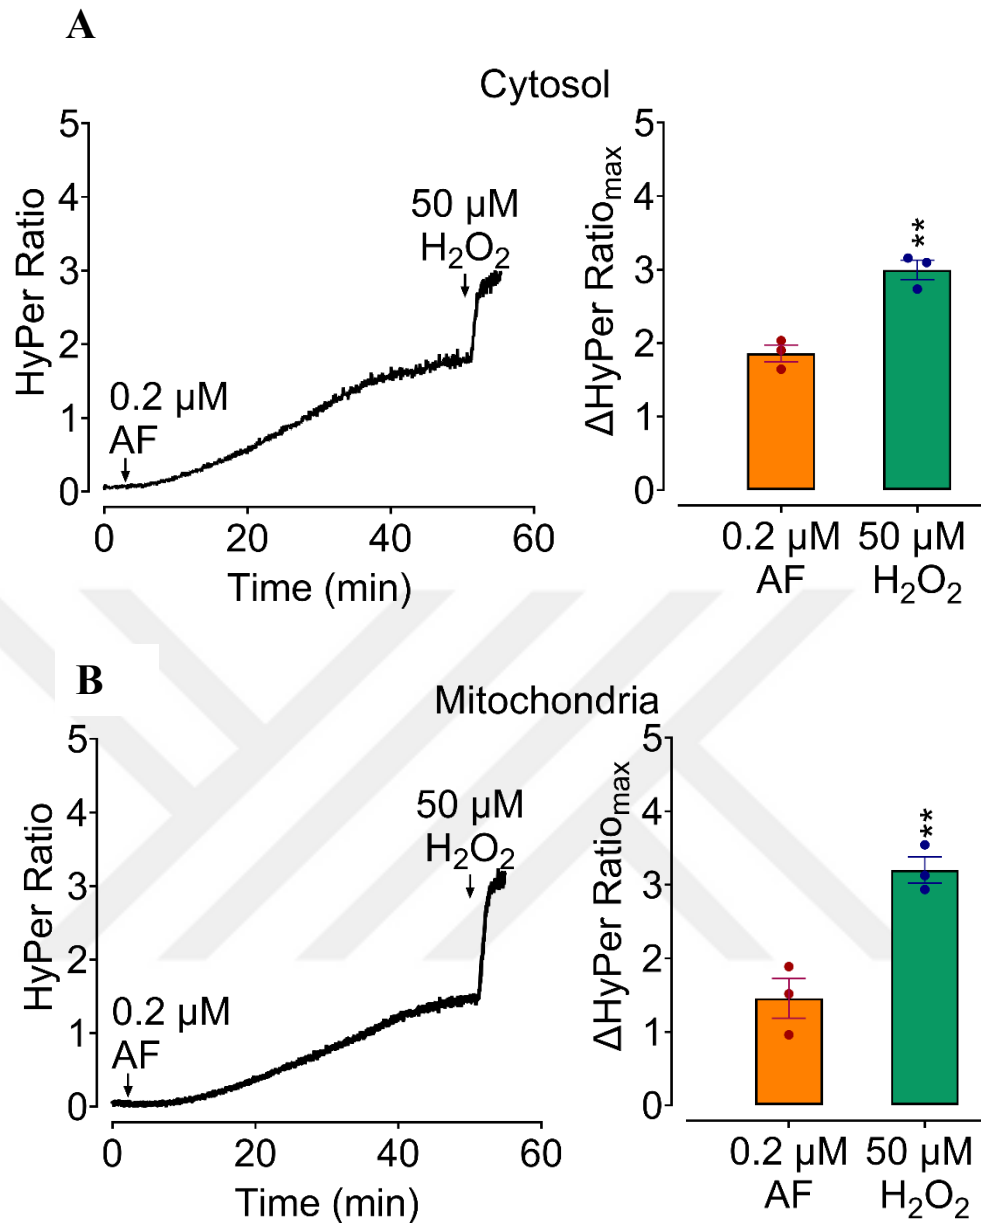 A
Cytosol
HyPer Ratio
5
4
3
2
1
0
0.2 µM
AF
50 µM
H₂O₂
0
20
40
60
Time (min)
ΔHyPer Ratiomax
5
4
3
2
1
0
**
0.2 µM
AF
50 µM
H₂O₂
B
Mitochondria
HyPer Ratio
5
4
3
2
1
0
0.2 µM
AF
50 µM
H₂O₂
0
20
40
60
Time (min)
ΔHyPer Ratiomax
5
4
3
2
1
0
**
0.2 µM
AF
50 µM
H₂O₂